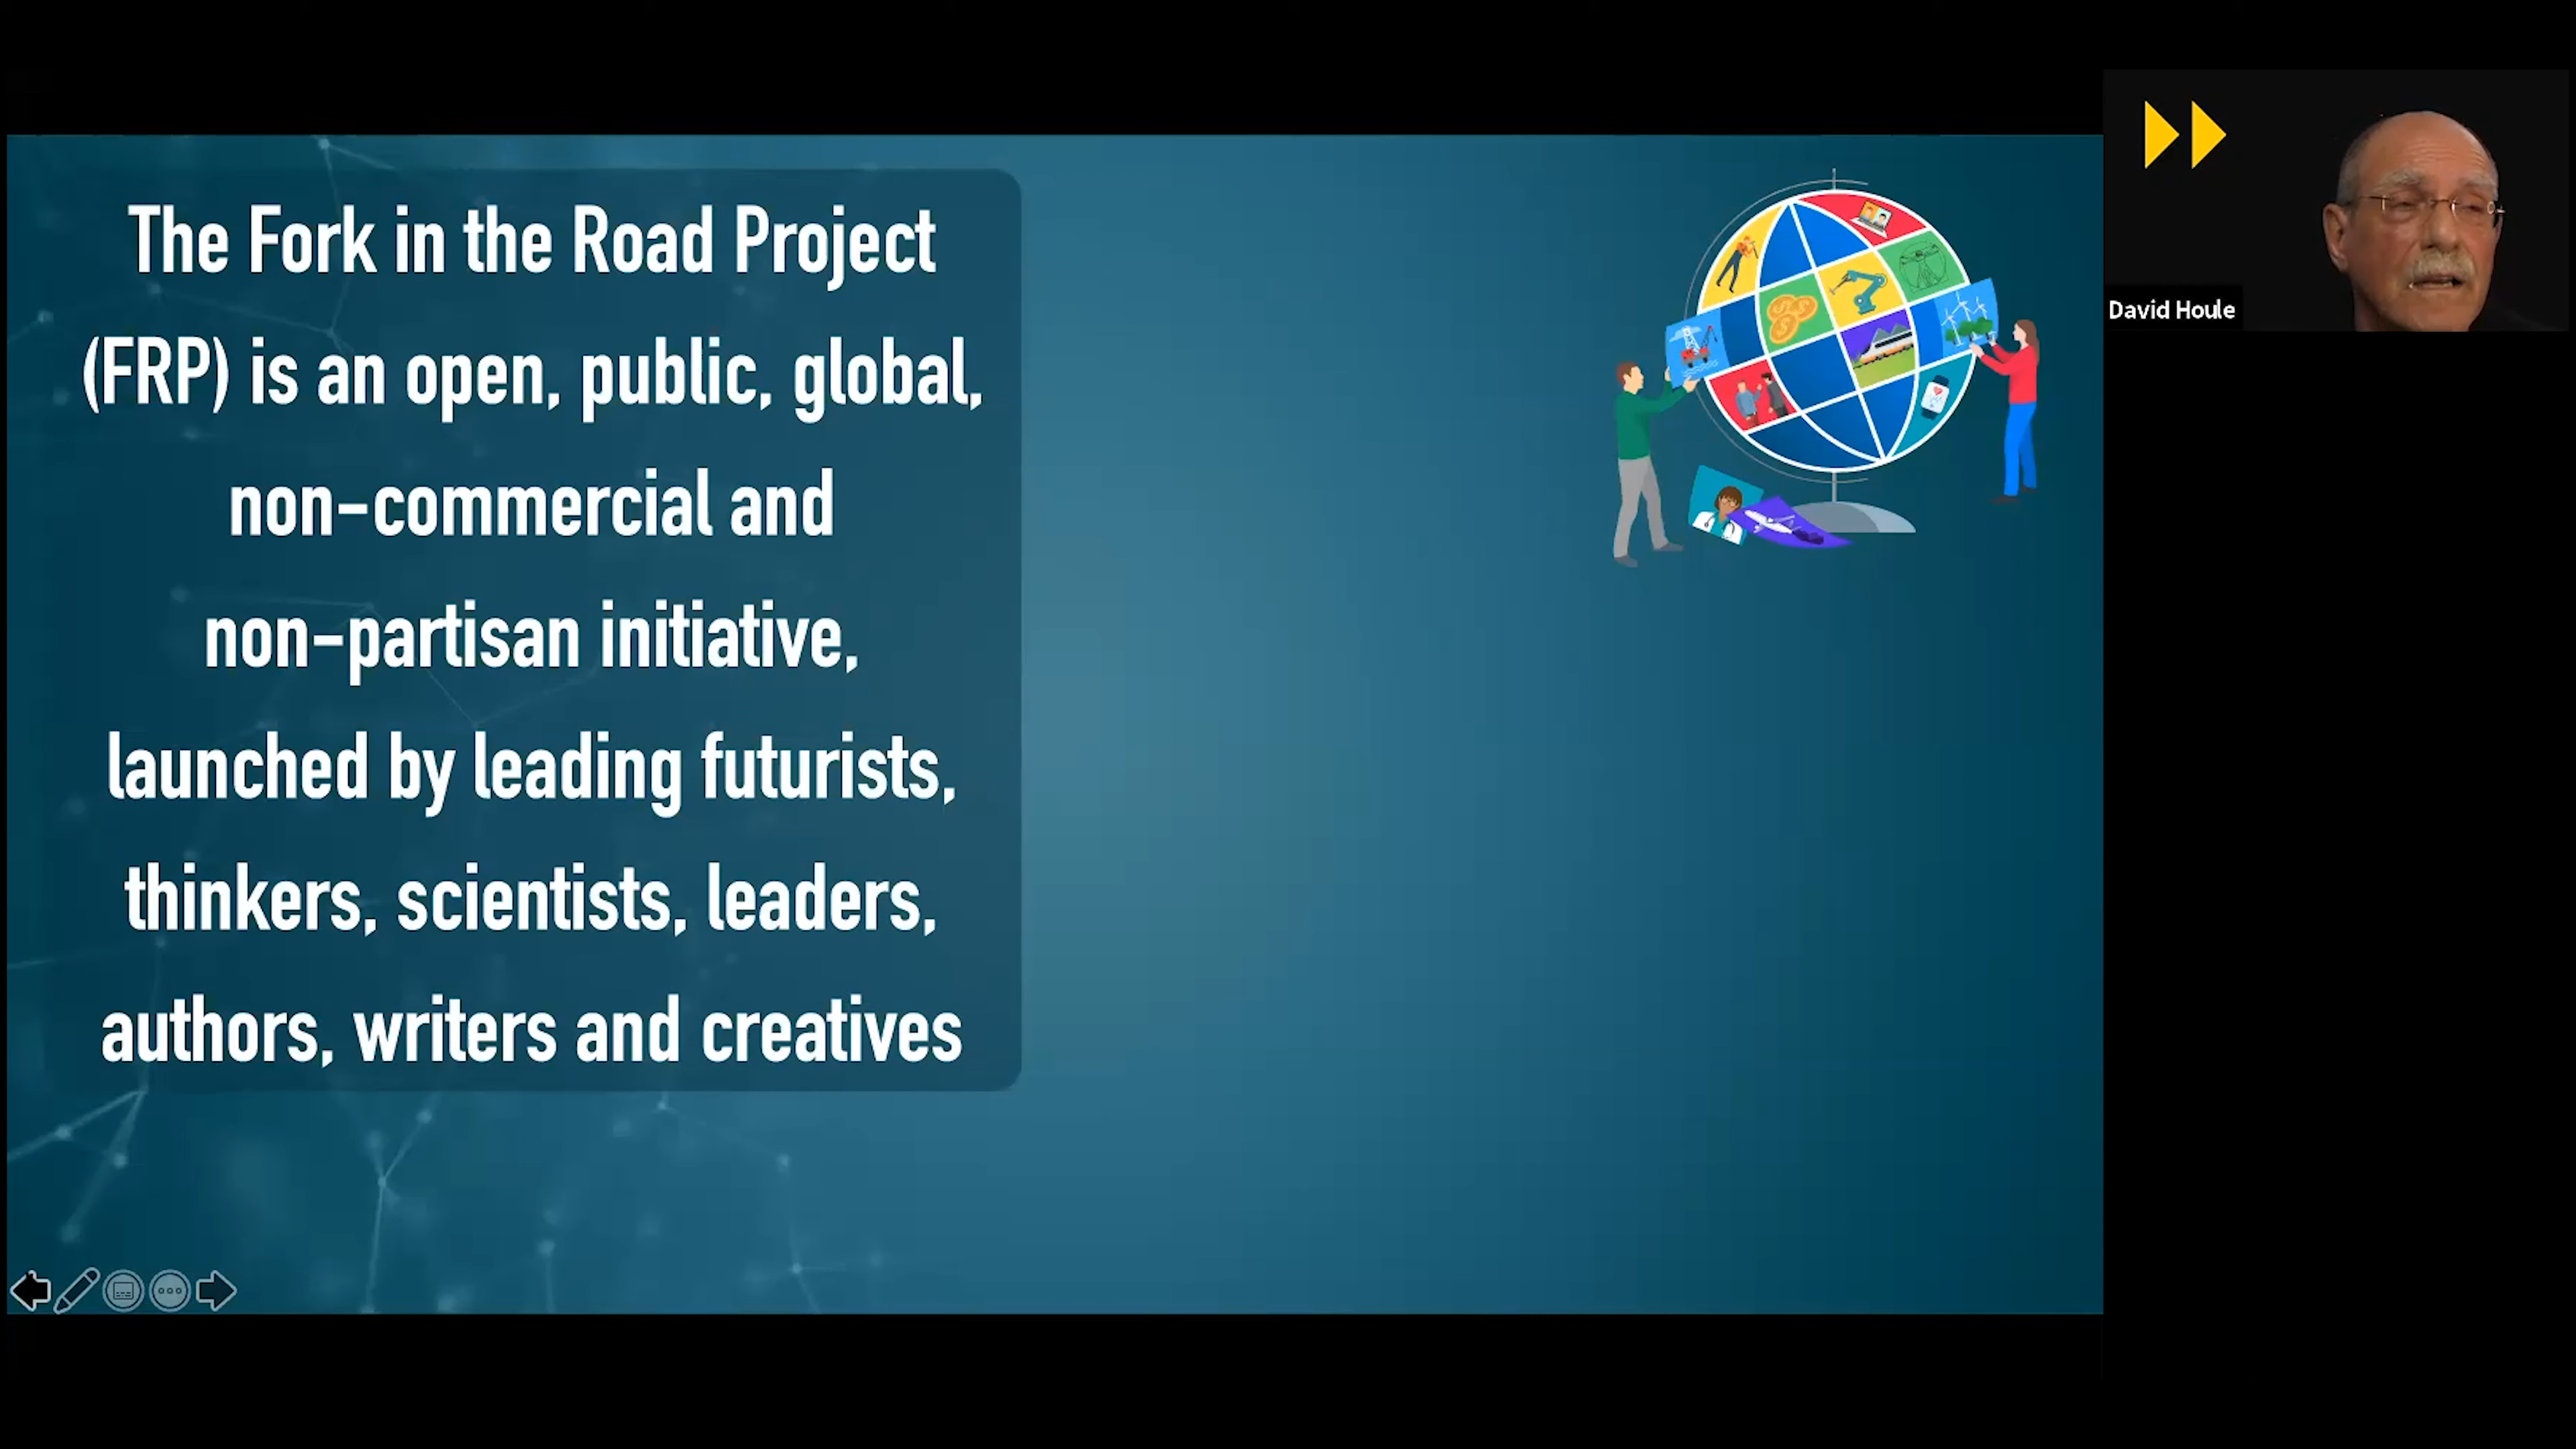 The Fork in the Road Project
(FRP) is an open, public, global,
non-commercial and
non-partisan initiative,
launched by leading futurists,
thinkers, scientists, leaders,
authors, writers and creatives
David Houle